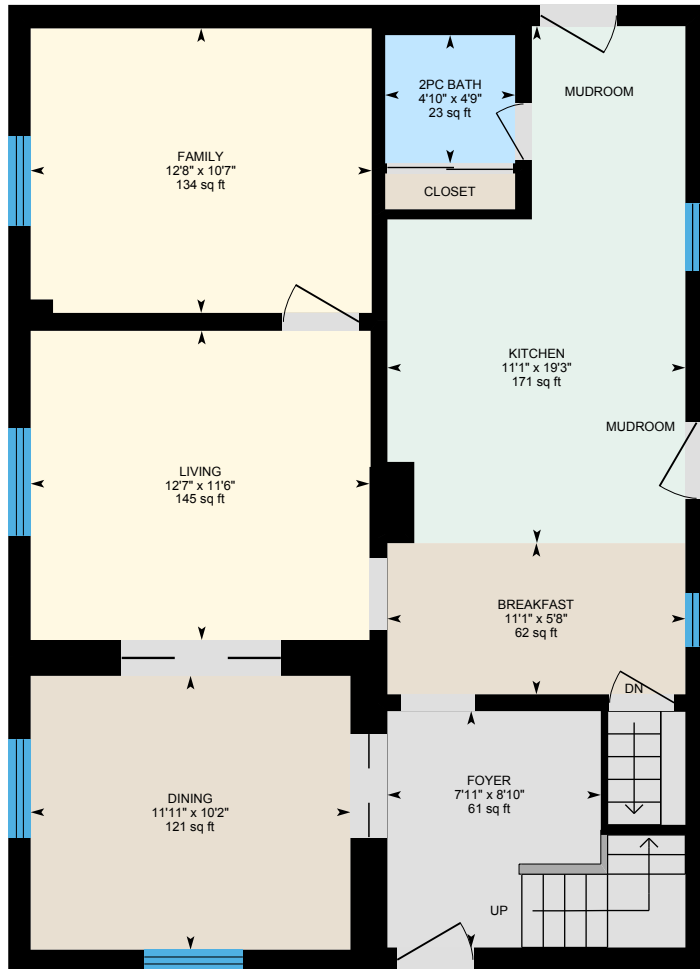 2PC BATH
4'10" x 4'9"
23 sq ft
MUDROOM
FAMILY
12'8" x 10'7"
134 sq ft
CLOSET
KITCHEN
11'1" x 19'3"
171 sq ft
MUDROOM
LIVING
12'7" x 11'6"
145 sq ft
BREAKFAST
11'1" x 5'8"
62 sq ft
DN
DINING
11'11" x 10'2"
121 sq ft
FOYER
7'11" x 8'10"
61 sq ft
UP